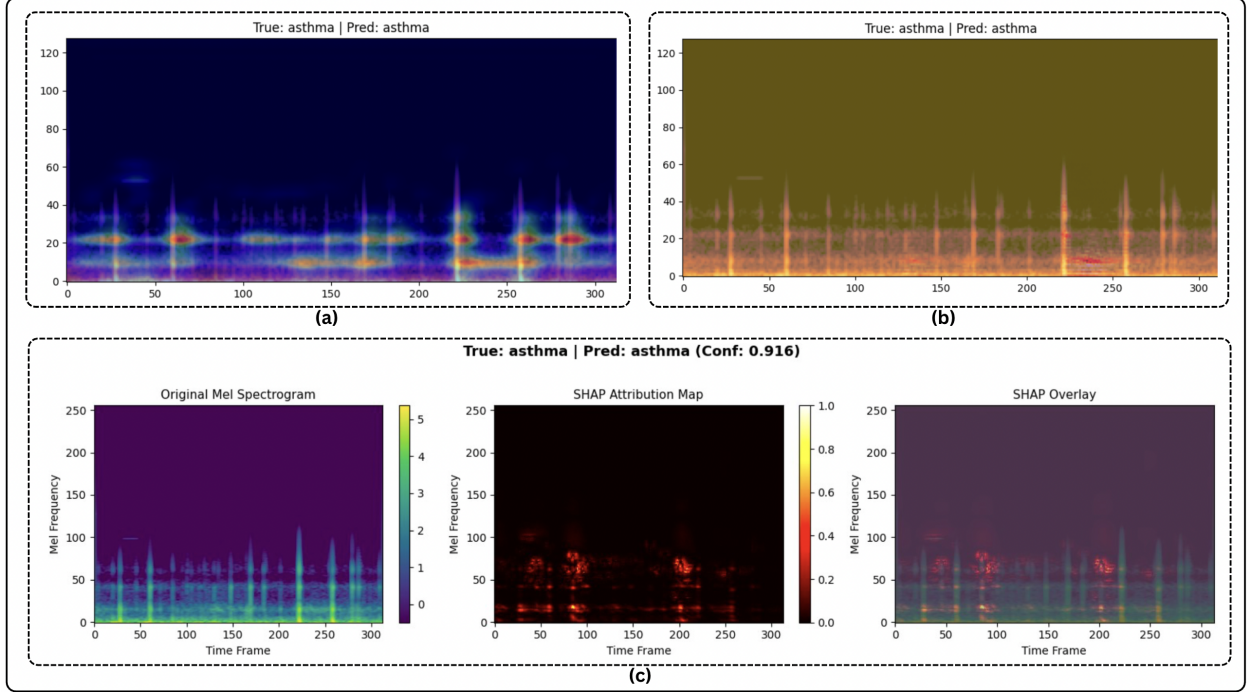 True: asthma | Pred: asthma
120
100
80
60
40
20
0
0 50 100 150 200 250 300
(a)
True: asthma | Pred: asthma
120
100
80
60
40
20
0
0 50 100 150 200 250 300
(b)
True: asthma | Pred: asthma (Conf: 0.916)
Original Mel Spectrogram
Mel Frequency
250
200
150
100
50
0
0 50 100 150 200 250 300
Time Frame
5
4
3
2
1
0
SHAP Attribution Map
Mel Frequency
250
200
150
100
50
0
0 50 100 150 200 250 300
Time Frame
1.0
0.8
0.6
0.4
0.2
0.0
SHAP Overlay
Mel Frequency
250
200
150
100
50
0
0 50 100 150 200 250 300
Time Frame
(c)